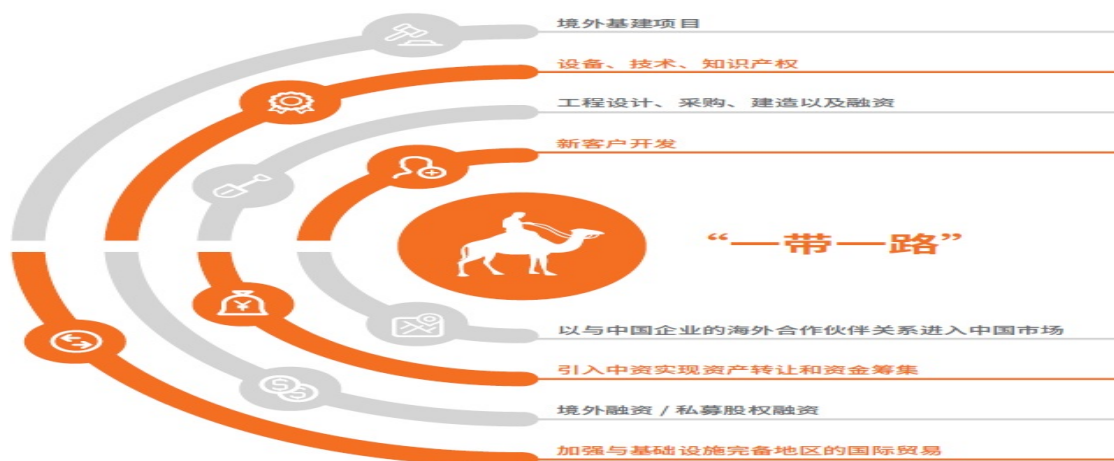 境外基建项目
设备、技术、知识产权
工程设计、采购、建造以及融资
新客户开发
“一带一路”
以与中国企业的海外合作伙伴关系进入中国市场
引入中资实现资产转让和资金筹集
境外融资 / 私募股权融资
加强与基础设施完备地区的国际贸易